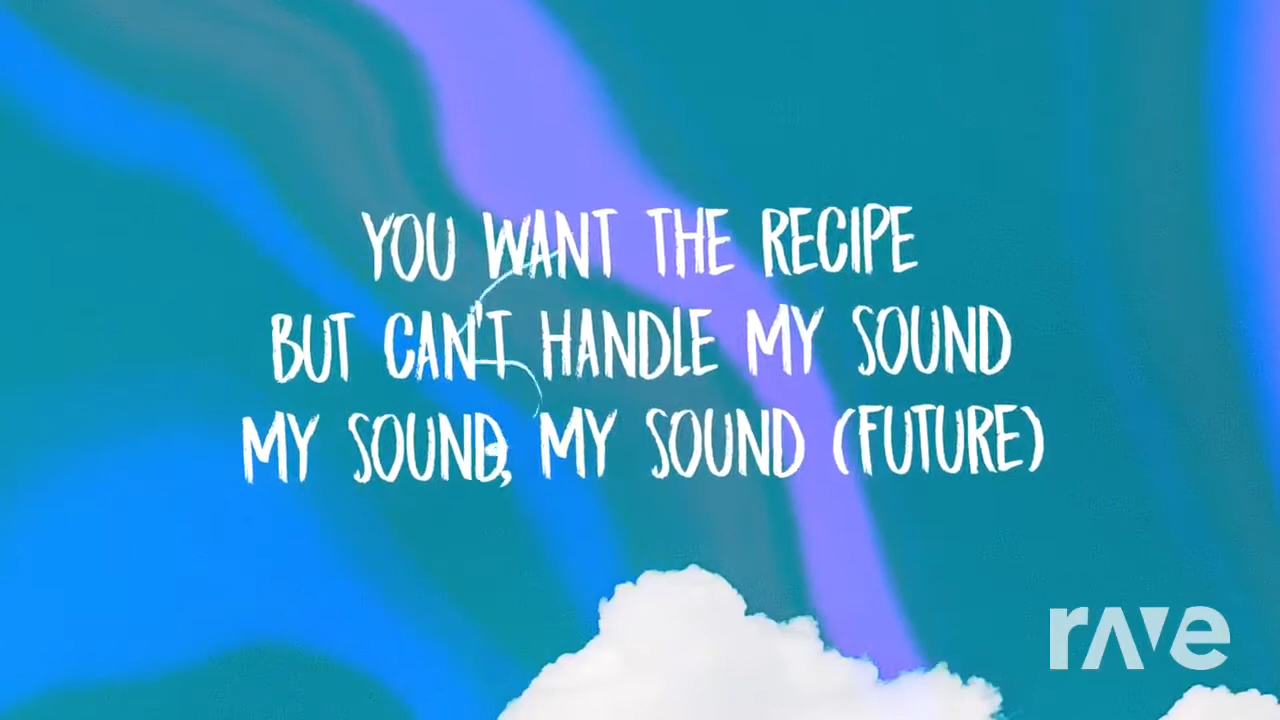 YOU WANT THE RECIPE
BUT CAN'T HANDLE MY SOUND
MY SOUND, MY SOUND (FUTURE)
rave